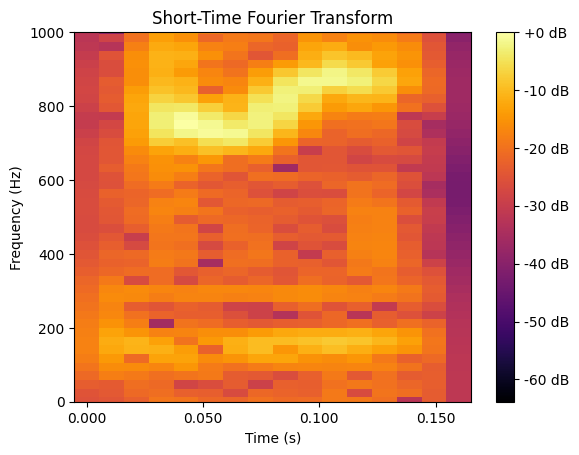 Short-Time Fourier Transform
Frequency (Hz)
1000
800
600
400
200
0
0.000
0.050
0.100
0.150
Time (s)
+0 dB
-10 dB
-20 dB
-30 dB
-40 dB
-50 dB
-60 dB